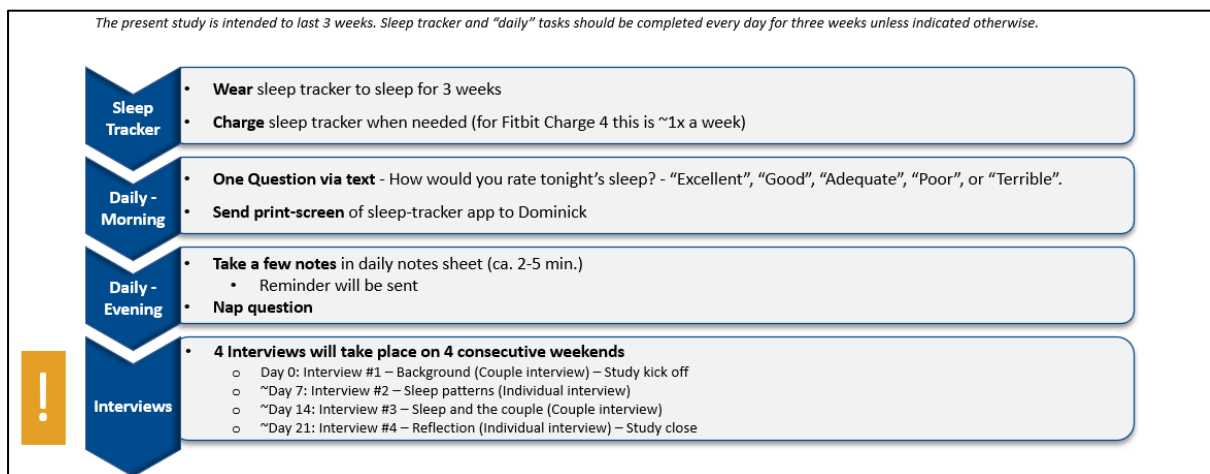 The present study is intended to last 3 weeks. Sleep tracker and “daily” tasks should be completed every day for three weeks unless indicated otherwise.
Sleep
Tracker
• Wear sleep tracker to sleep for 3 weeks
• Charge sleep tracker when needed (for Fitbit Charge 4 this is ~1x a week)
Daily -
Morning
• One Question via text - How would you rate tonight’s sleep? - “Excellent”, “Good”, “Adequate”, “Poor”, or “Terrible”.
• Send print-screen of sleep-tracker app to Dominick
Daily -
Evening
• Take a few notes in daily notes sheet (ca. 2-5 min.)
• Reminder will be sent
• Nap question
!
Interviews
• 4 Interviews will take place on 4 consecutive weekends
o Day 0: Interview #1 – Background (Couple interview) – Study kick off
o ~Day 7: Interview #2 – Sleep patterns (Individual interview)
o ~Day 14: Interview #3 – Sleep and the couple (Couple interview)
o ~Day 21: Interview #4 – Reflection (Individual interview) – Study close